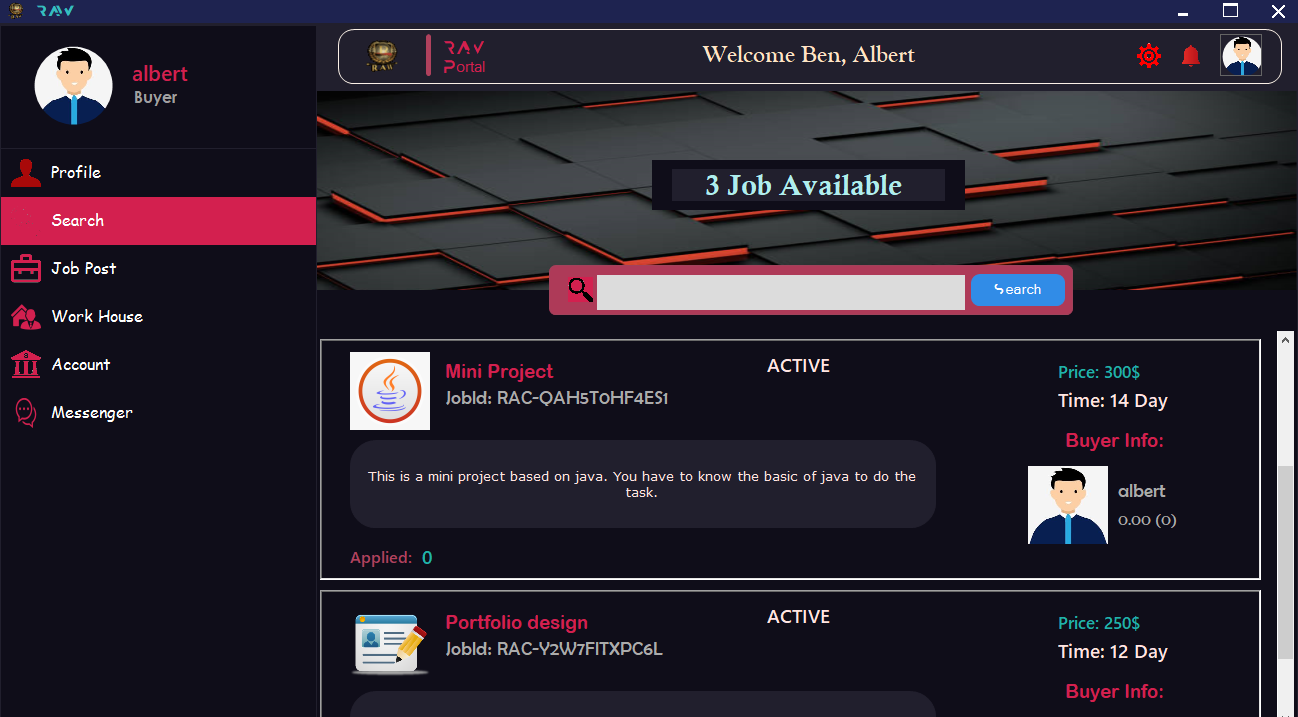 RAW
albert
Buyer
Profile
Search
Job Post
Work House
Account
Messenger
RAW
RAV
Portal
Welcome Ben, Albert
3 Job Available
Search
Mini Project
JobId: RAC-QAH5T0HF4ES1
ACTIVE
Price: 300$
Time: 14 Day
This is a mini project based on java. You have to know the basic of java to do the
task.
Buyer Info:
albert
0.00 (0)
Applied: 0
Portfolio design
JobId: RAC-Y2W7FITXPC6L
ACTIVE
Price: 250$
Time: 12 Day
Buyer Info: